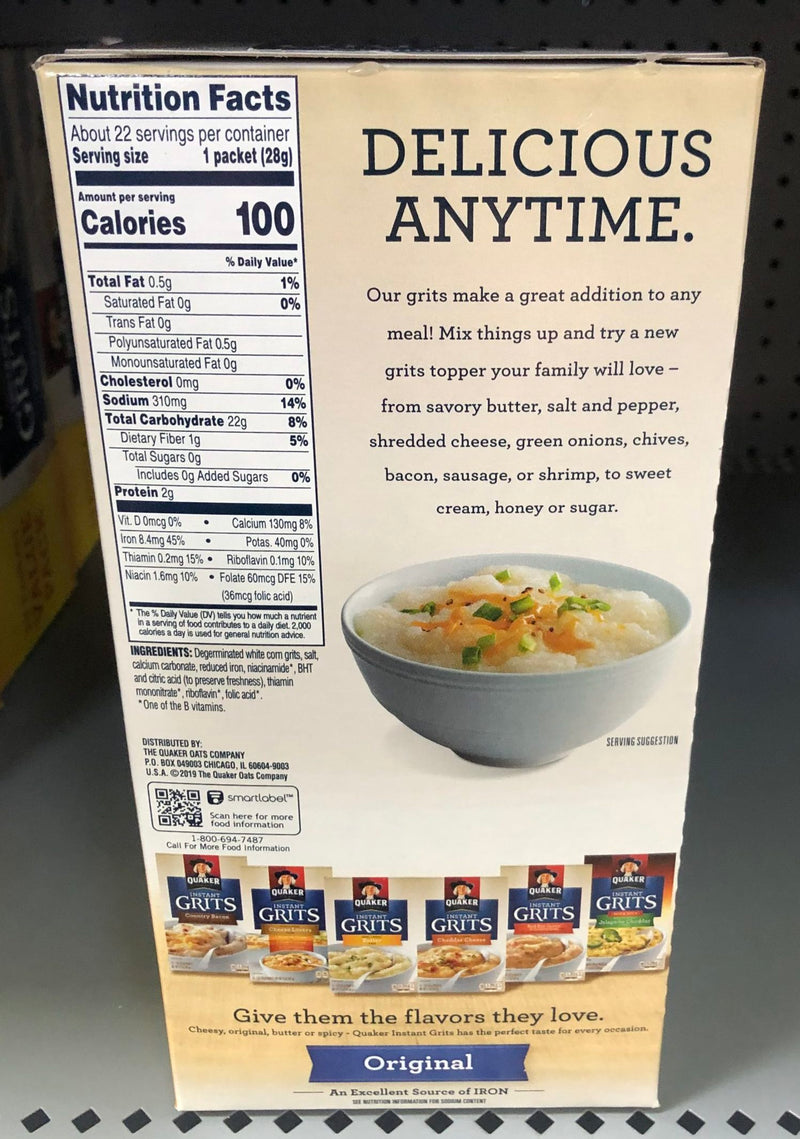 Nutrition Facts
About 22 servings per container
Serving size 1 packet (28g)
Amount per serving
Calories 100
% Daily Value*
Total Fat 0.5g 1%
Saturated Fat 0g 0%
Trans Fat 0g
Polyunsaturated Fat 0.5g
Monounsaturated Fat 0g
Cholesterol 0mg 0%
Sodium 310mg 14%
Total Carbohydrate 22g 8%
Dietary Fiber 1g 5%
Total Sugars 0g
Includes 0g Added Sugars 0%
Protein 2g
Vit. D 0mcg 0% • Calcium 130mg 8%
Iron 8.4mg 45% • Potas. 40mg 0%
Thiamin 0.2mg 15% • Riboflavin 0.1mg 10%
Niacin 1.6mg 10% • Folate 60mcg DFE 15%
(36mcg folic acid)
* The % Daily Value (DV) tells you how much a nutrient
in a serving of food contributes to a daily diet. 2,000
calories a day is used for general nutrition advice.
INGREDIENTS: Degerminated white corn grits, salt,
calcium carbonate, reduced iron, niacinamide*, BHT
and citric acid (to preserve freshness), thiamin
mononitrate*, riboflavin*, folic acid*.
*One of the B vitamins.
DISTRIBUTED BY:
THE QUAKER OATS COMPANY
P.O. BOX 049003 CHICAGO, IL 60604-9003
U.S.A. ©2019 The Quaker Oats Company
smartlabel™
Scan here for more
food information
1-800-694-7487
Call For More Food Information
DELICIOUS
ANYTIME.
Our grits make a great addition to any
meal! Mix things up and try a new
grits topper your family will love –
from savory butter, salt and pepper,
shredded cheese, green onions, chives,
bacon, sausage, or shrimp, to sweet
cream, honey or sugar.
SERVING SUGGESTION
QUAKER
INSTANT
GRITS
Country Bacon
QUAKER
INSTANT
GRITS
Cheese Lovers
QUAKER
INSTANT
GRITS
Butter
QUAKER
INSTANT
GRITS
Cheddar Cheese
QUAKER
INSTANT
GRITS
QUAKER
INSTANT
GRITS
Jalapeño Cheddar
Give them the flavors they love.
Cheesy, original, butter or spicy - Quaker Instant Grits has the perfect taste for every occasion.
Original
An Excellent Source of IRON
SEE NUTRITION INFORMATION FOR SODIUM CONTENT